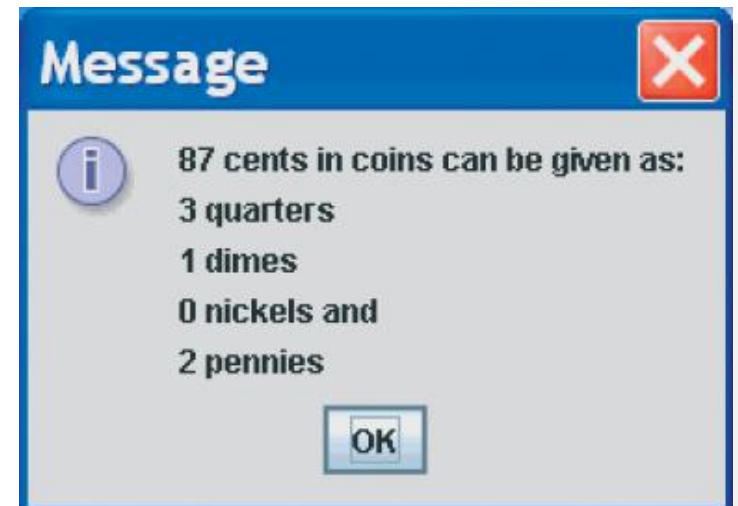 Message
87 cents in coins can be given as:
3 quarters
1 dimes
0 nickels and
2 pennies
OK